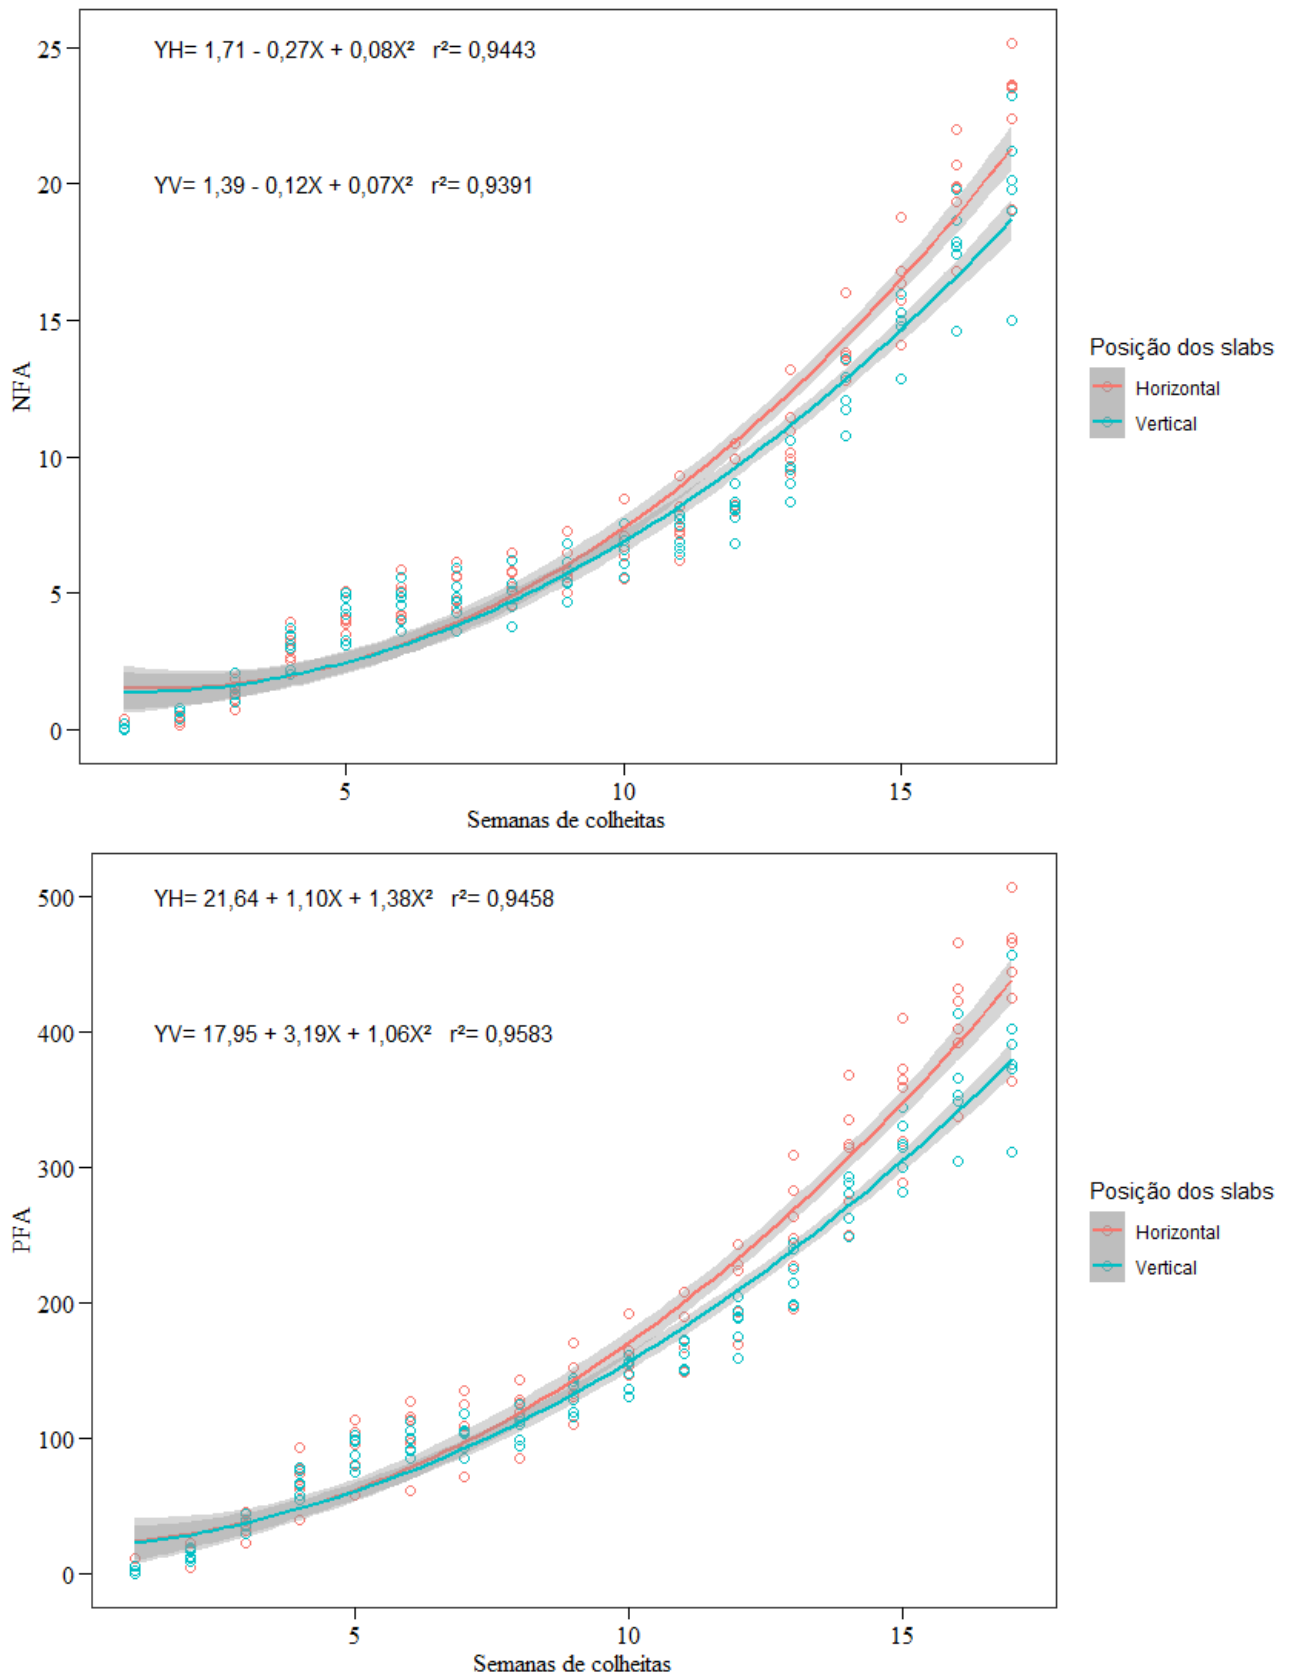 25
20
15
10
5
0
NFA
YH= 1,71 - 0,27X + 0,08X² r²= 0,9443
YV= 1,39 - 0,12X + 0,07X² r²= 0,9391
5 10 15
Semanas de colheitas
Posição dos slabs
Horizontal
Vertical
500
400
300
200
100
0
PFA
YH= 21,64 + 1,10X + 1,38X² r²= 0,9458
YV= 17,95 + 3,19X + 1,06X² r²= 0,9583
5 10 15
Semanas de colheitas
Posição dos slabs
Horizontal
Vertical